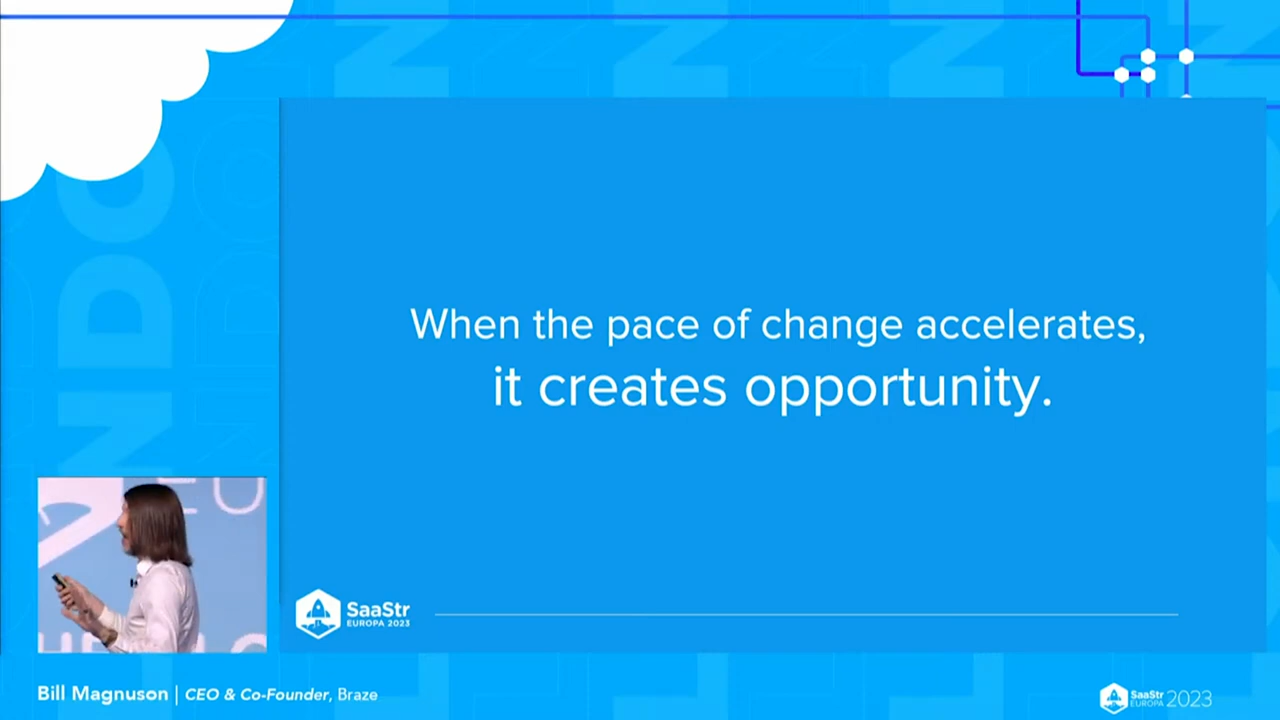 When the pace of change accelerates,
it creates opportunity.
SaaStr
EUROPA 2023
Bill Magnuson | CEO & Co-Founder, Braze
SaaStr
EUROPA 2023